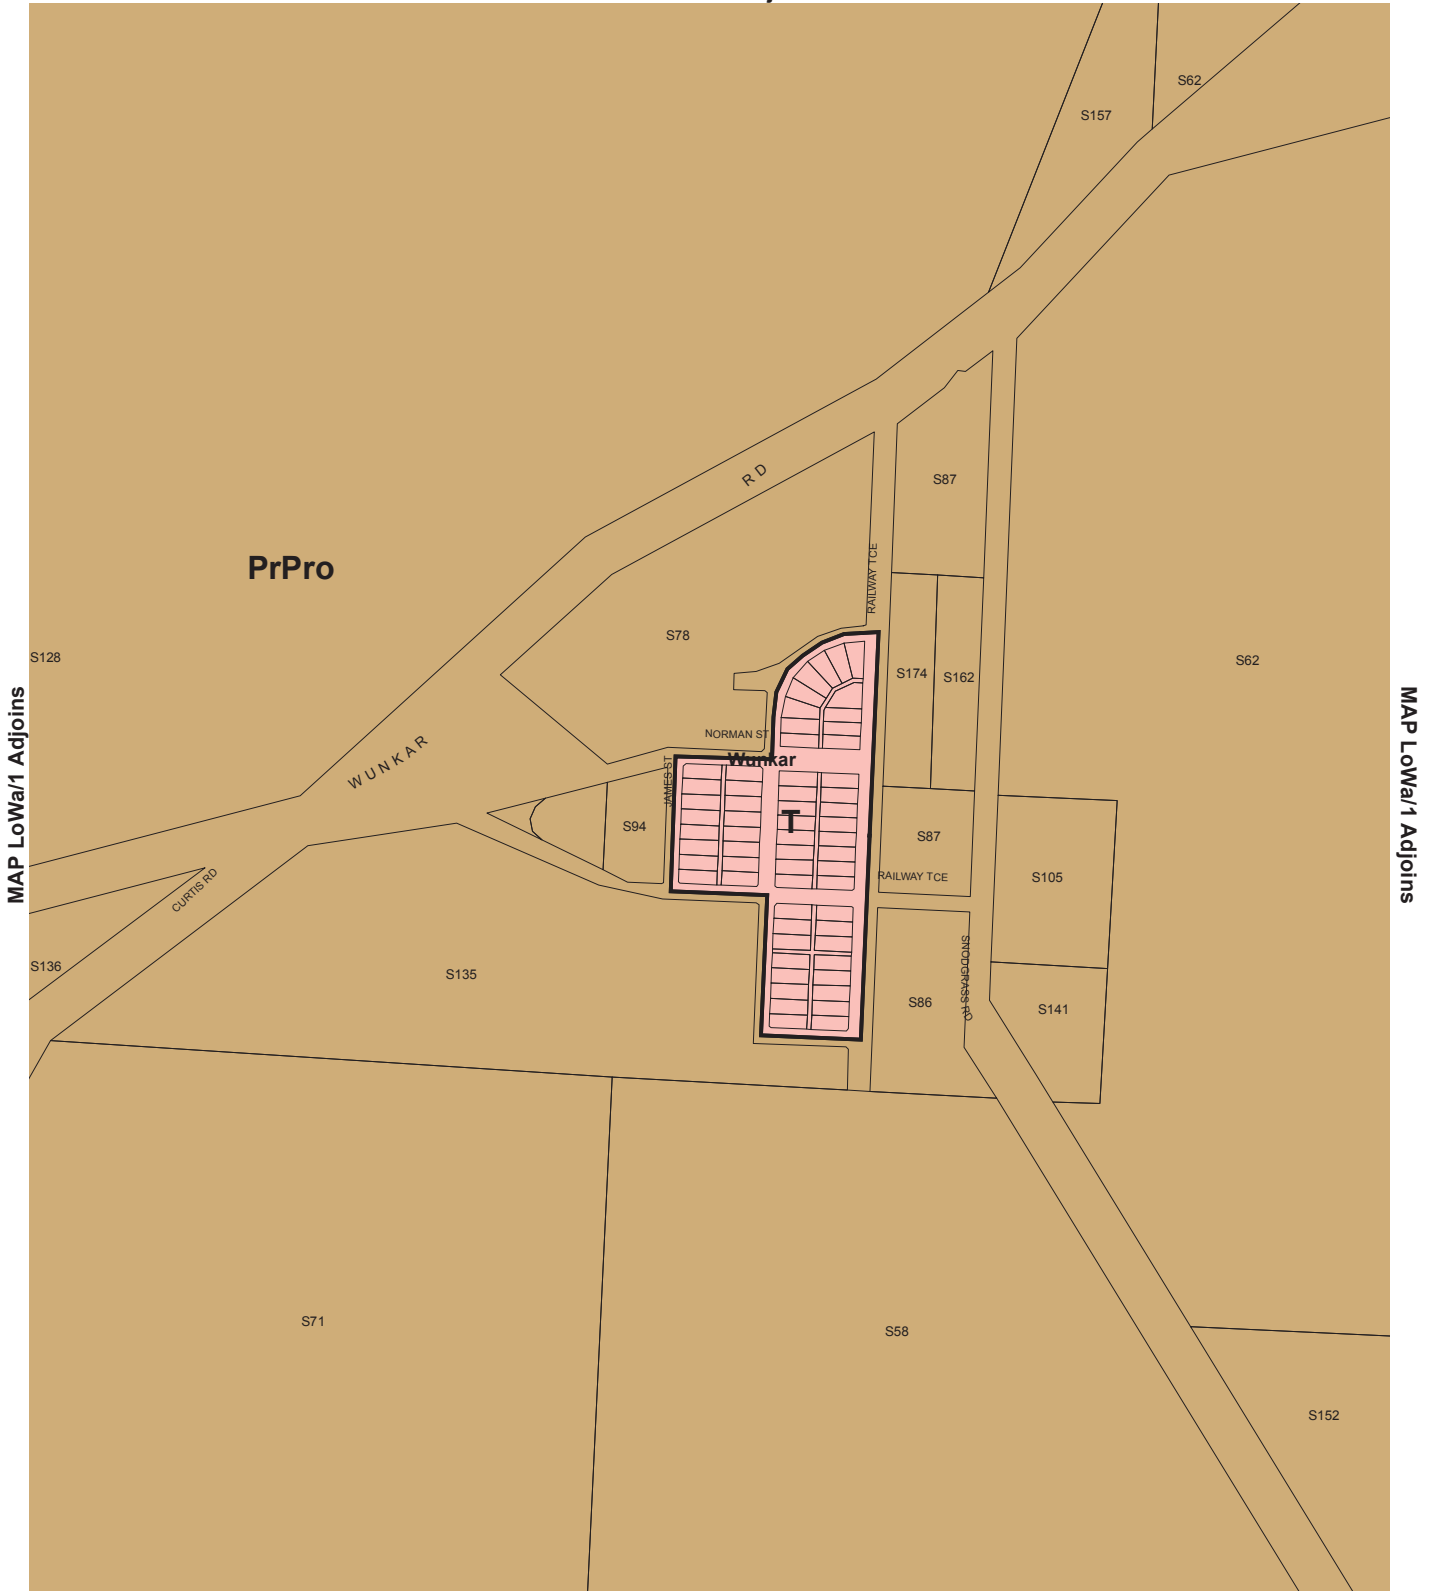 S62
S157
RD
S87
RAILWAY TCE
PrPro
S78
S128
S62
S174
S162
MAP LoWa/1 Adjoins
MAP LoWa/1 Adjoins
NORMAN ST
WUNKAR
Wunkar
JAMES ST
T
S94
S87
RAILWAY TCE
S105
CURTIS RD
S136
S135
SNODGRASS RD
S86
S141
S71
S58
S152